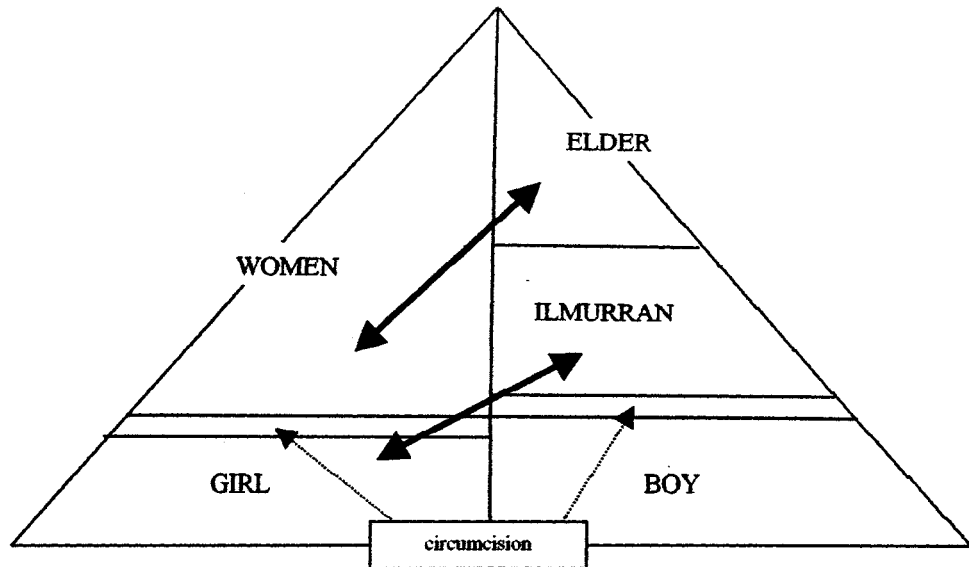 ELDER
WOMEN
ILMURRAN
GIRL
BOY
circumcision